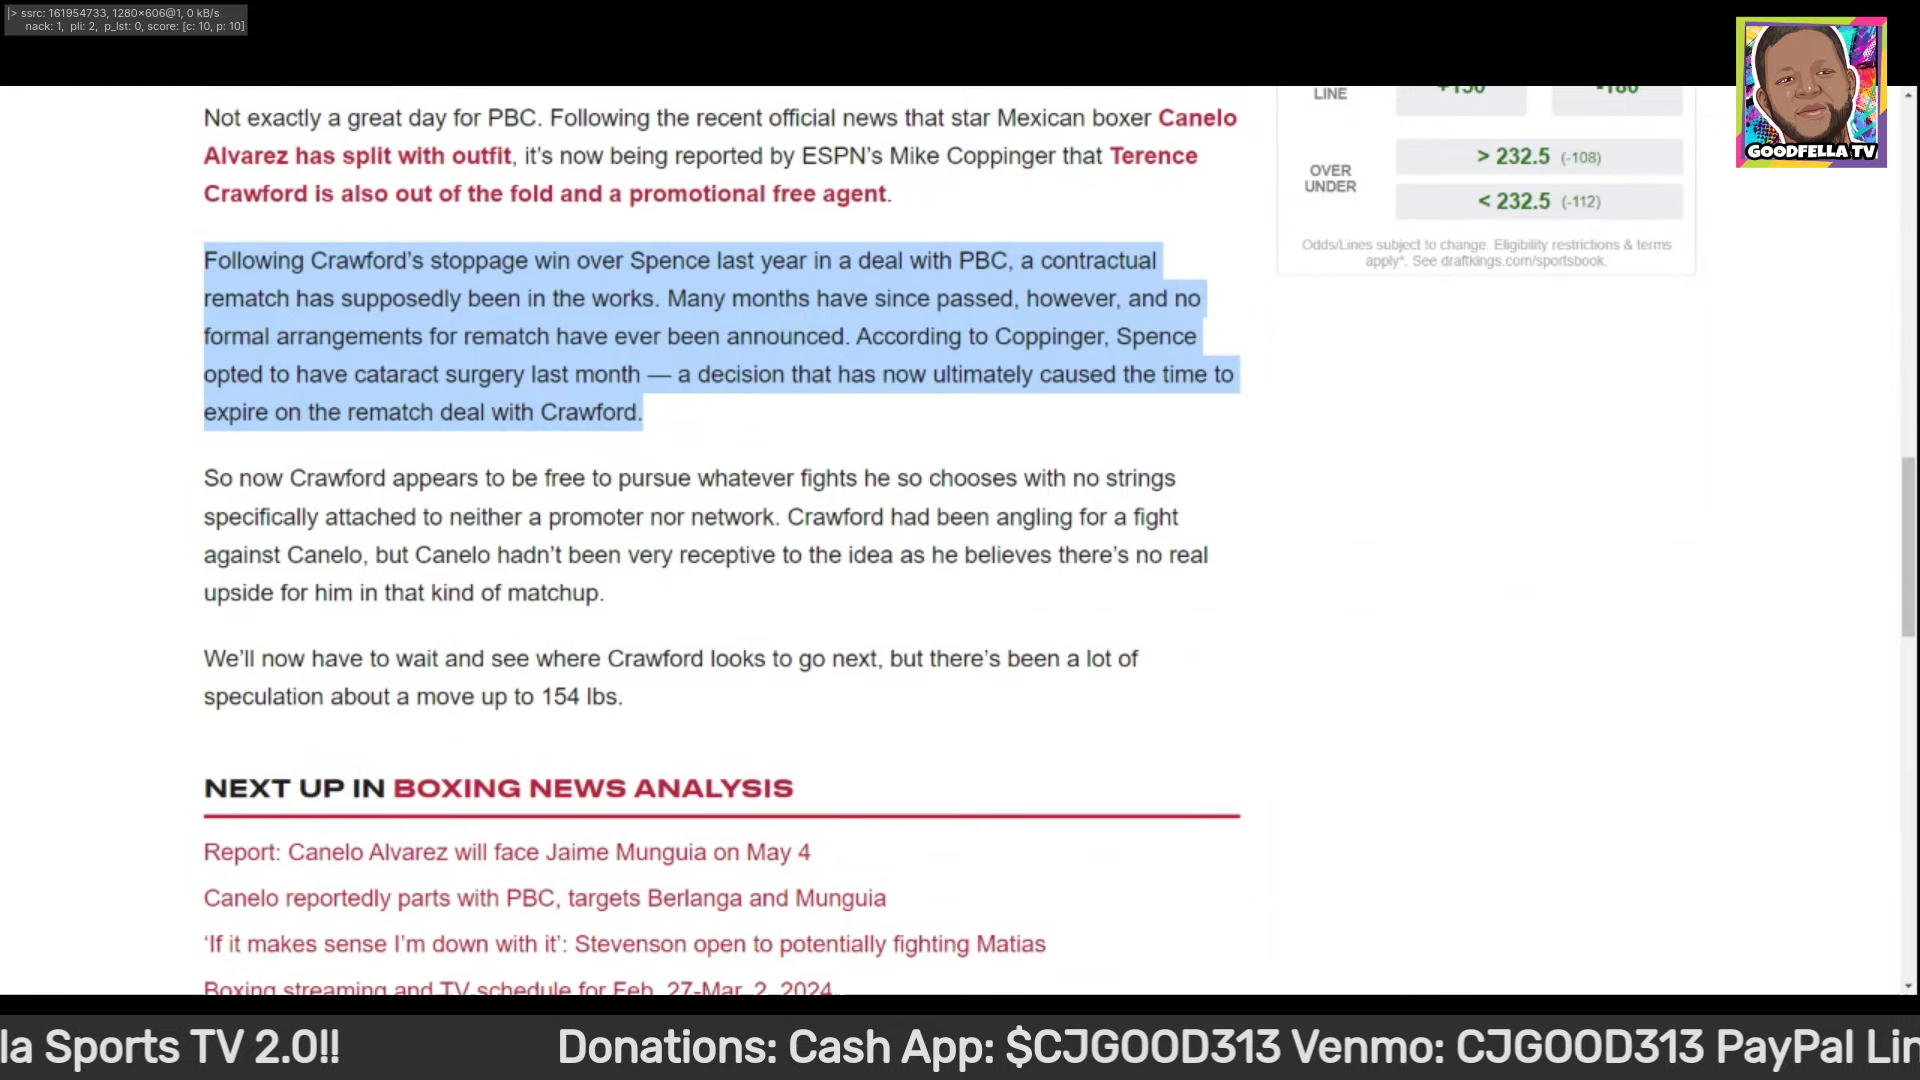 |> ssrc: 161954733, 1280×606@1, 0 kB/s
nack: 1, pli: 2, p_lst: 0, score: [c: 10, p: 10]
GOODFELLA TV
LINE +150 -180
OVER UNDER
> 232.5 (-108)
< 232.5 (-112)
Odds/Lines subject to change. Eligibility restrictions & terms
apply*. See draftkings.com/sportsbook.
Not exactly a great day for PBC. Following the recent official news that star Mexican boxer Canelo
Alvarez has split with outfit, it’s now being reported by ESPN’s Mike Coppinger that Terence
Crawford is also out of the fold and a promotional free agent.
Following Crawford’s stoppage win over Spence last year in a deal with PBC, a contractual
rematch has supposedly been in the works. Many months have since passed, however, and no
formal arrangements for rematch have ever been announced. According to Coppinger, Spence
opted to have cataract surgery last month — a decision that has now ultimately caused the time to
expire on the rematch deal with Crawford.
So now Crawford appears to be free to pursue whatever fights he so chooses with no strings
specifically attached to neither a promoter nor network. Crawford had been angling for a fight
against Canelo, but Canelo hadn’t been very receptive to the idea as he believes there’s no real
upside for him in that kind of matchup.
We’ll now have to wait and see where Crawford looks to go next, but there’s been a lot of
speculation about a move up to 154 lbs.
NEXT UP IN BOXING NEWS ANALYSIS
Report: Canelo Alvarez will face Jaime Munguia on May 4
Canelo reportedly parts with PBC, targets Berlanga and Munguia
‘If it makes sense I’m down with it’: Stevenson open to potentially fighting Matias
Boxing streaming and TV schedule for Feb. 27-Mar. 2, 2024
la Sports TV 2.0!! Donations: Cash App: $CJGOOD313 Venmo: CJGOOD313 PayPal Lin